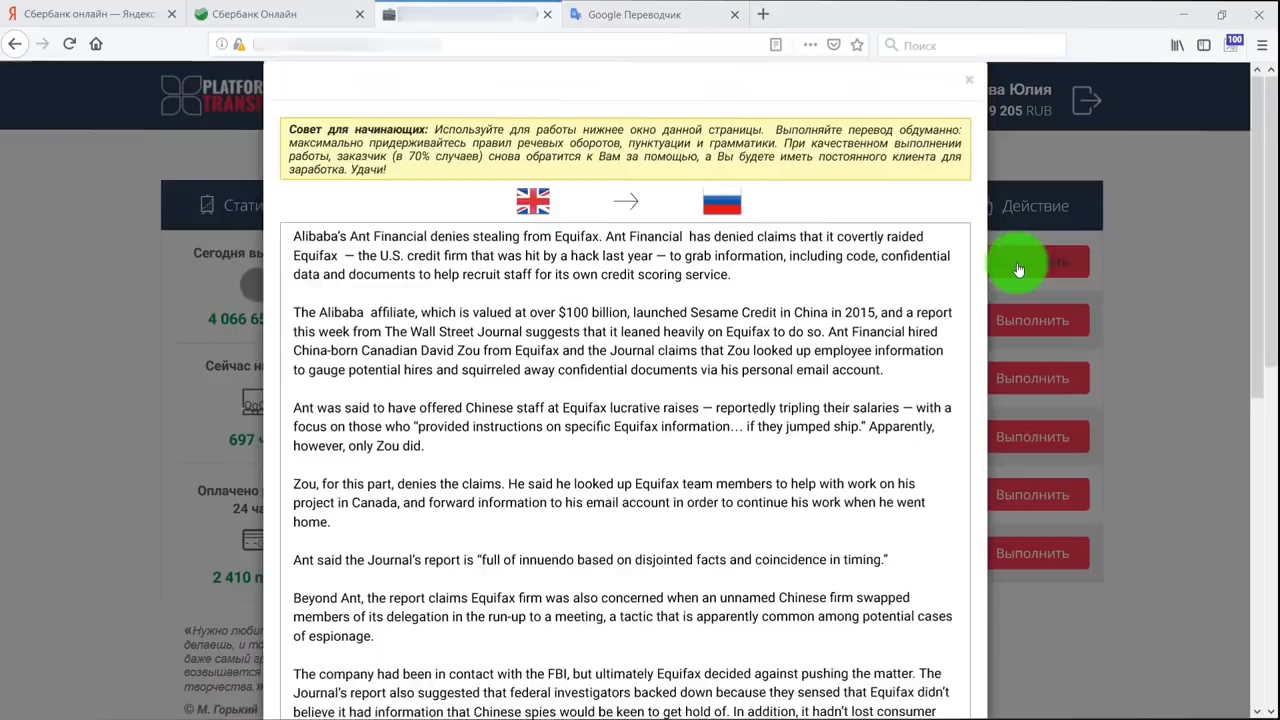 Сбербанк онлайн — Яндекс
Сбербанк Онлайн
Google Переводчик
Поиск
100
PLATFOR
TRANS
ва Юлия
9 205 RUB
Совет для начинающих: Используйте для работы нижнее окно данной страницы. Выполняйте перевод обдуманно:
максимально придерживайтесь правил речевых оборотов, пунктуации и грамматики. При качественном выполнении
работы, заказчик (в 70% случаев) снова обратится к Вам за помощью, а Вы будете иметь постоянного клиента для
заработка. Удачи!
Стати
Действие
Alibaba's Ant Financial denies stealing from Equifax. Ant Financial has denied claims that it covertly raided
Equifax — the U.S. credit firm that was hit by a hack last year — to grab information, including code, confidential
data and documents to help recruit staff for its own credit scoring service.
The Alibaba affiliate, which is valued at over $100 billion, launched Sesame Credit in China in 2015, and a report
this week from The Wall Street Journal suggests that it leaned heavily on Equifax to do so. Ant Financial hired
China-born Canadian David Zou from Equifax and the Journal claims that Zou looked up employee information
to gauge potential hires and squirreled away confidential documents via his personal email account.
Ant was said to have offered Chinese staff at Equifax lucrative raises — reportedly tripling their salaries — with a
focus on those who “provided instructions on specific Equifax information… if they jumped ship.” Apparently,
however, only Zou did.
Zou, for this part, denies the claims. He said he looked up Equifax team members to help with work on his
project in Canada, and forward information to his email account in order to continue his work when he went
home.
Ant said the Journal's report is “full of innuendo based on disjointed facts and coincidence in timing.”
Beyond Ant, the report claims Equifax firm was also concerned when an unnamed Chinese firm swapped
members of its delegation in the run-up to a meeting, a tactic that is apparently common among potential cases
of espionage.
The company had been in contact with the FBI, but ultimately Equifax decided against pushing the matter. The
Journal's report also suggested that federal investigators backed down because they sensed that Equifax didn't
believe it had information that Chinese spies would be keen to get hold of. In addition, it hadn't lost consumer
Сегодня вы
4 066 65
Сейчас на
697 ч
Оплачено
24 ча
2 410 п
Выполнить
Выполнить
Выполнить
Выполнить
Выполнить
«Нужно люби
делаешь, и то
даже самый гр
возвышается
творчества.»
© М. Горький